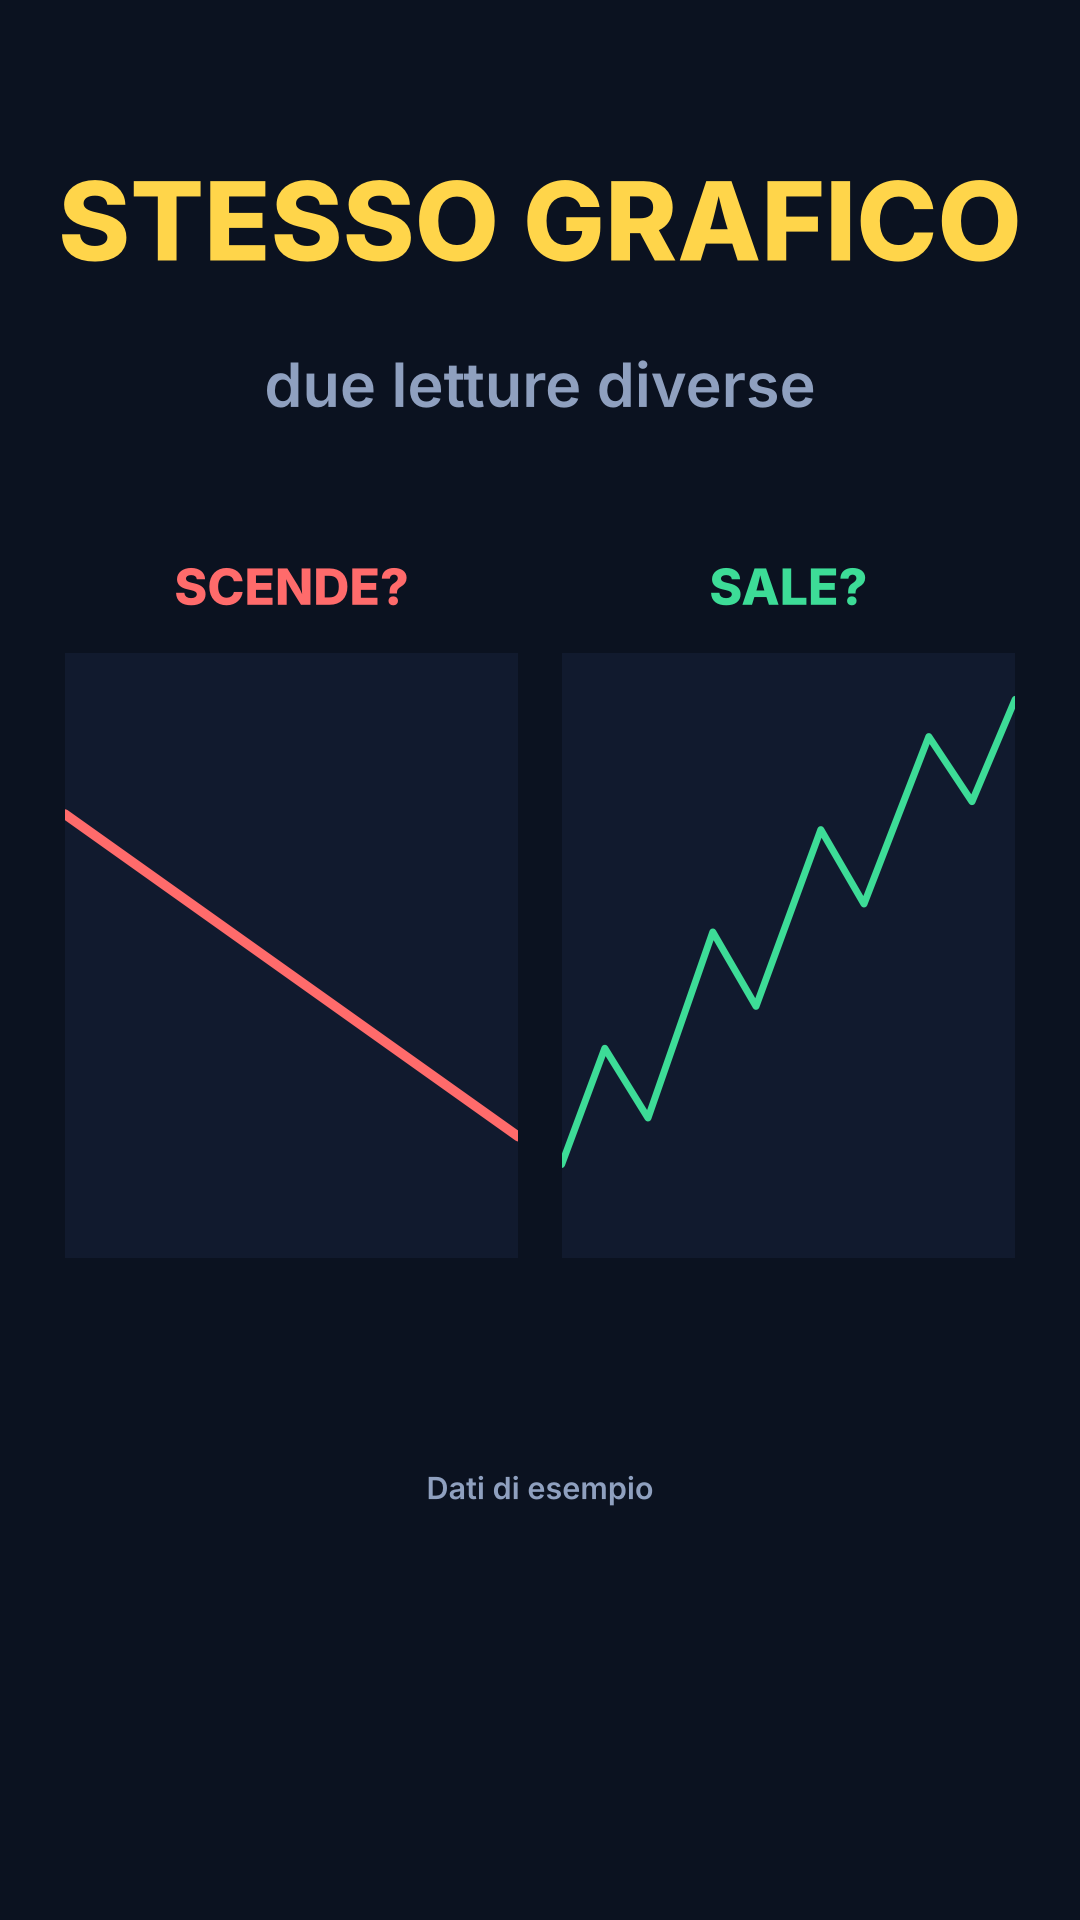 STESSO GRAFICO
due letture diverse
SCENDE?
SALE?
Dati di esempio